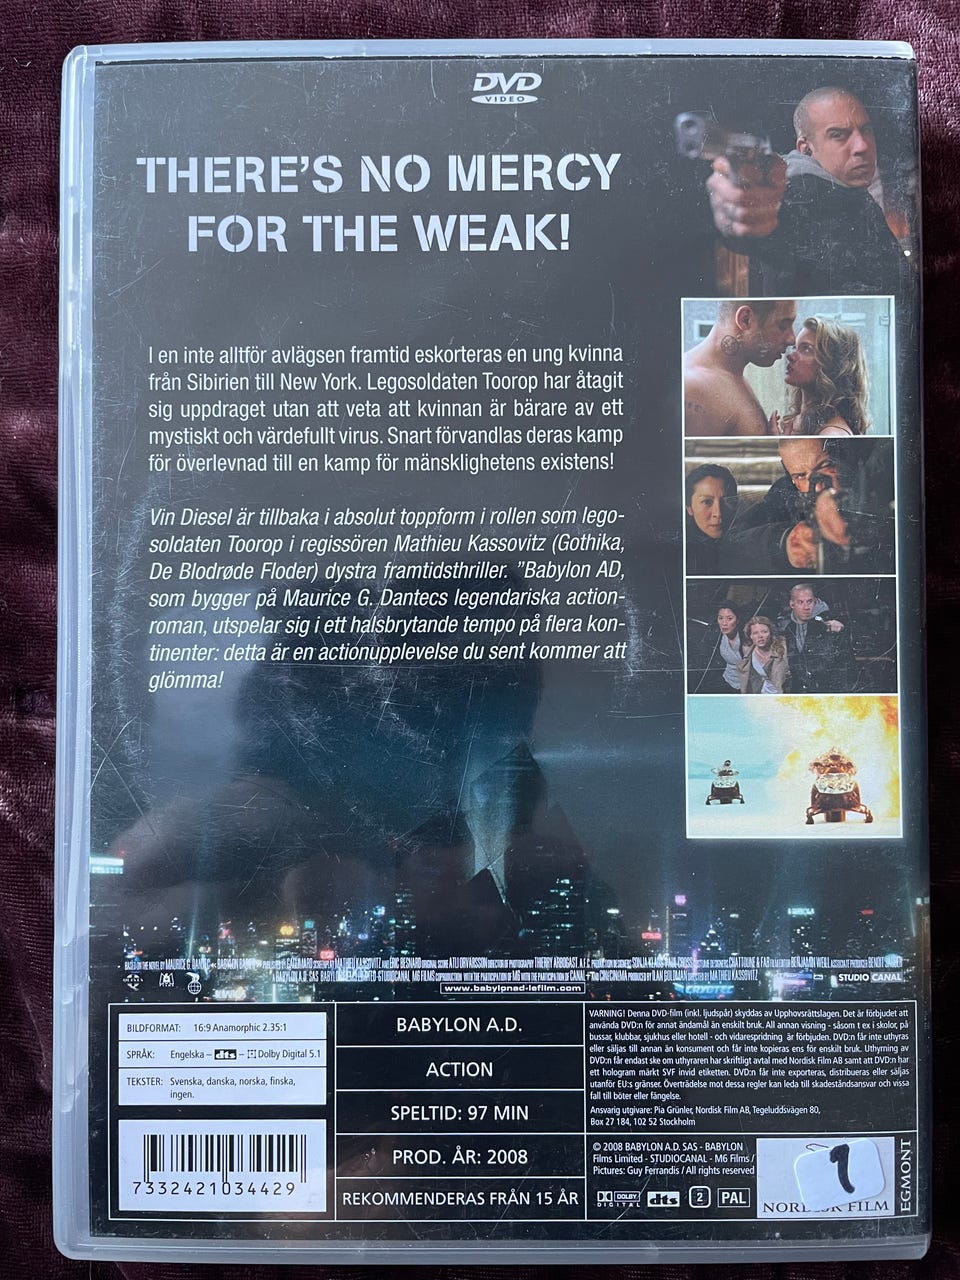 DVD
VIDEO
THERE'S NO MERCY
FOR THE WEAK!
I en inte alltför avlägsen framtid eskorteras en ung kvinna
från Sibirien till New York. Legosoldaten Toorop har åtagit
sig uppdraget utan att veta att kvinnan är bärare av ett
mystiskt och värdefullt virus. Snart förvandlas deras kamp
för överlevnad till en kamp för mänsklighetens existens!
Vin Diesel är tillbaka i absolut toppform i rollen som lego-
soldaten Toorop i regissören Mathieu Kassovitz (Gothika,
De Blodrøde Floder) dystra framtidsthriller. ”Babylon AD,
som bygger på Maurice G. Dantecs legendariska action-
roman, utspelar sig i ett halsbrytande tempo på flera kon-
tinenter: detta är en actionupplevelse du sent kommer att
glömma!
BASED ON THE NOVEL BY MAURICE G. DANTEC
STUDIO CANAL
www.babylonad-lefilm.com
BILDFORMAT: 16:9 Anamorphic 2.35:1
SPRÅK: Engelska – dts – Dolby Digital 5.1
TEKSTER: Svenska, danska, norska, finska,
ingen.
7332421034429
BABYLON A.D.
ACTION
SPELTID: 97 MIN
PROD. ÅR: 2008
REKOMMENDERAS FRÅN 15 ÅR
VARNING! Denna DVD-film (inkl. ljudspår) skyddas av Upphovsrättslagen. Det är förbjudet att
använda DVD:n för annat ändamål än enskilt bruk. All annan visning - såsom t ex i skolor, på
bussar, klubbar, sjukhus eller hotell - och vidarespridning är förbjuden. DVD:n får inte uthyras
eller säljas till annan än konsument och får inte kopieras ens för enskilt bruk. Uthyrning av
DVD:n får endast ske om uthyraren har skriftligt avtal med Nordisk Film AB samt att DVD:n har
ett hologram märkt SVF invid etiketten. DVD:n får inte exporteras, distribueras eller säljas
utanför EU:s gränser. Överträdelse mot dessa regler kan leda till skadeståndsansvar och vissa
fall till böter eller fängelse.
Ansvarig utgivare: Pia Grünler, Nordisk Film AB, Tegeluddsvägen 80,
Box 27 184, 102 52 Stockholm
© 2008 BABYLON A.D. SAS - BABYLON
Films Limited - STUDIOCANAL - M6 Films /
Pictures: Guy Ferrandis / All rights reserved
DOLBY
DIGITAL
dts
2
PAL
1
NORDISK FILM
EGMONT